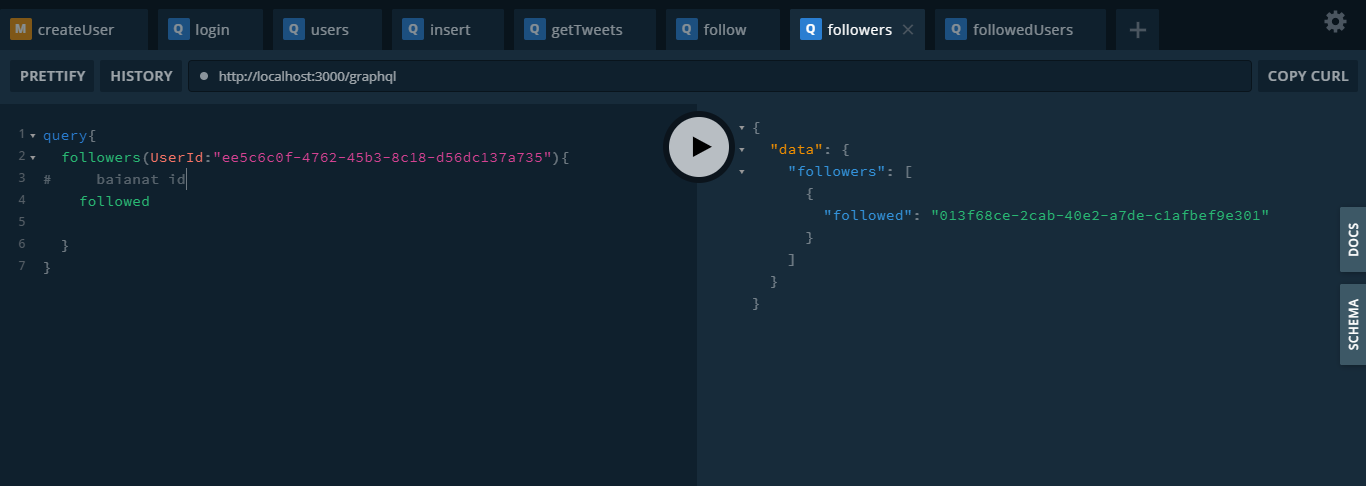 M createUser Q login Q users Q insert Q getTweets Q follow Q followers × Q followedUsers +
PRETTIFY HISTORY http://localhost:3000/graphql COPY CURL
1 query{
2 followers(UserId:"ee5c6c0f-4762-45b3-8c18-d56dc137a735"){
3 # baianat id
4 followed
5
6 }
7 }
{
"data": {
"followers": [
{
"followed": "013f68ce-2cab-40e2-a7de-c1afbef9e301"
}
]
}
}
DOCS
SCHEMA